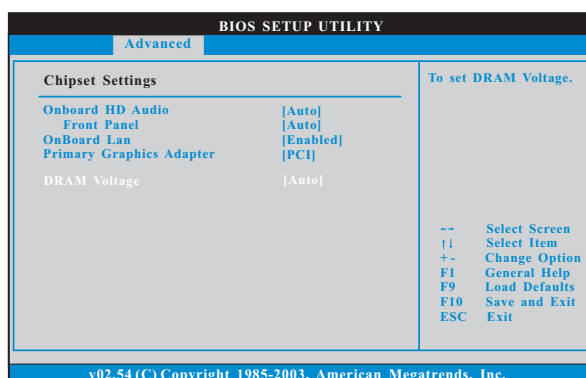 BIOS SETUP UTILITY
Advanced
Chipset Settings
Onboard HD Audio [Auto]
Front Panel [Auto]
OnBoard Lan [Enabled]
Primary Graphics Adapter [PCI]
DRAM Voltage [Auto]
To set DRAM Voltage.
←→ Select Screen
↑↓ Select Item
+ - Change Option
F1 General Help
F9 Load Defaults
F10 Save and Exit
ESC Exit
v02.54 (C) Copyright 1985-2003, American Megatrends, Inc.